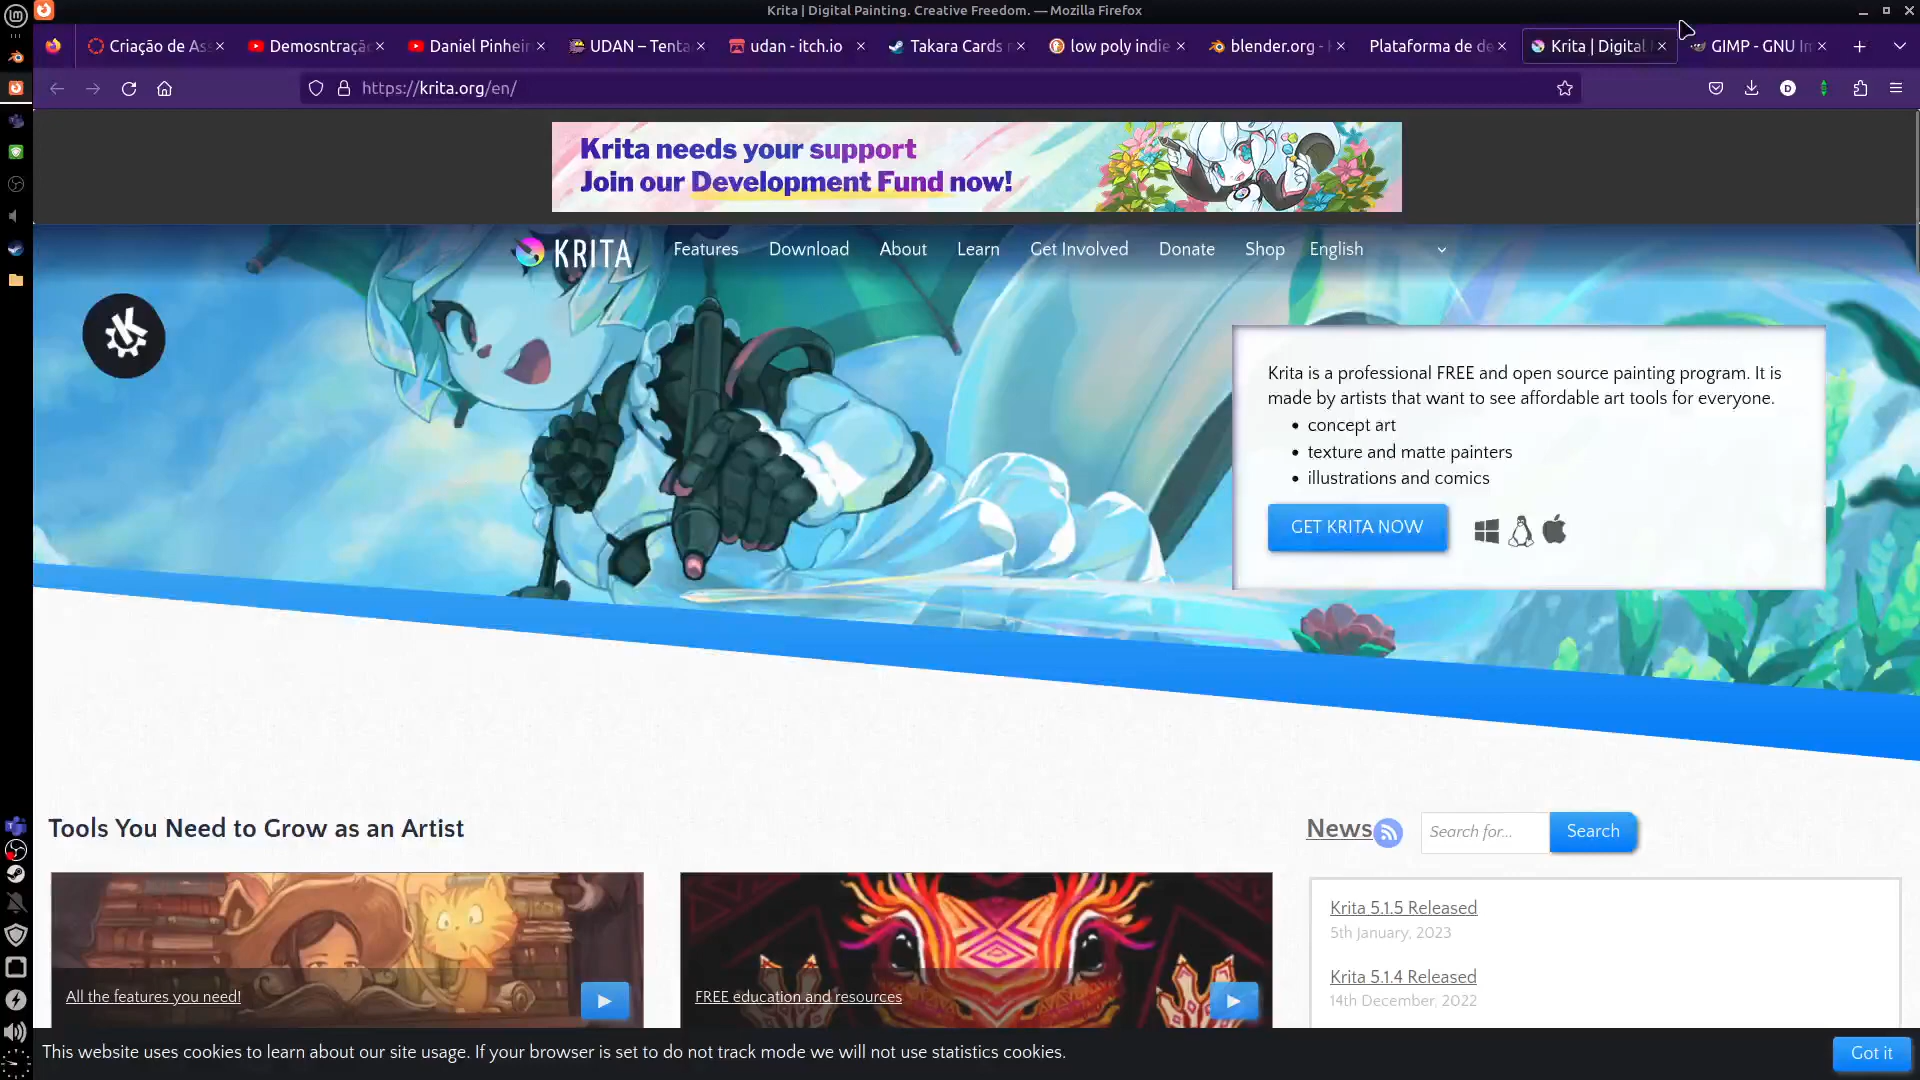 Krita | Digital Painting. Creative Freedom. — Mozilla Firefox
Criação de As
Demosntraçã
Daniel Pinheir
UDAN – Tenta
udan - itch.io
Takara Cards
low poly indie
blender.org -
Plataforma de de
Krita | Digital
GIMP - GNU I
https://krita.org/en/
Krita needs your support
Join our Development Fund now!
KRITA
Features
Download
About
Learn
Get Involved
Donate
Shop
English
Krita is a professional FREE and open source painting program. It is
made by artists that want to see affordable art tools for everyone.
• concept art
• texture and matte painters
• illustrations and comics
GET KRITA NOW
Tools You Need to Grow as an Artist
News
Search for...
Search
Krita 5.1.5 Released
5th January, 2023
Krita 5.1.4 Released
14th December, 2022
All the features you need!
FREE education and resources
This website uses cookies to learn about our site usage. If your browser is set to do not track mode we will not use statistics cookies.
Got it